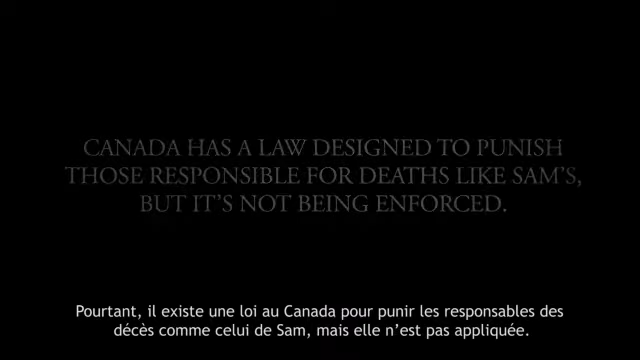 CANADA HAS A LAW DESIGNED TO PUNISH
THOSE RESPONSIBLE FOR DEATHS LIKE SAM'S,
BUT IT'S NOT BEING ENFORCED.
Pourtant, il existe une loi au Canada pour punir les responsables des
décès comme celui de Sam, mais elle n'est pas appliquée.